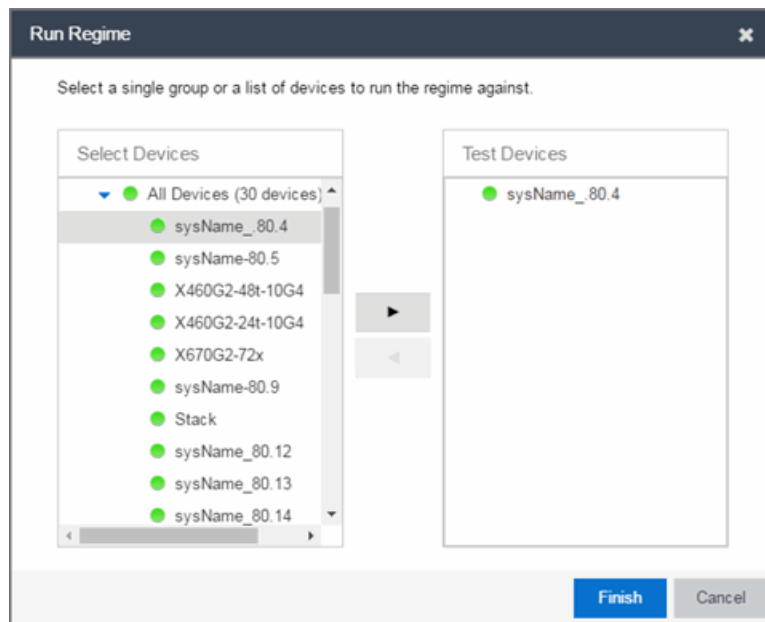 Run Regime
Select a single group or a list of devices to run the regime against.
Select Devices
All Devices (30 devices)
sysName_.80.4
sysName-80.5
X460G2-48t-10G4
X460G2-24t-10G4
X670G2-72x
sysName-80.9
Stack
sysName_80.12
sysName_80.13
sysName_80.14
Test Devices
sysName_.80.4
Finish
Cancel